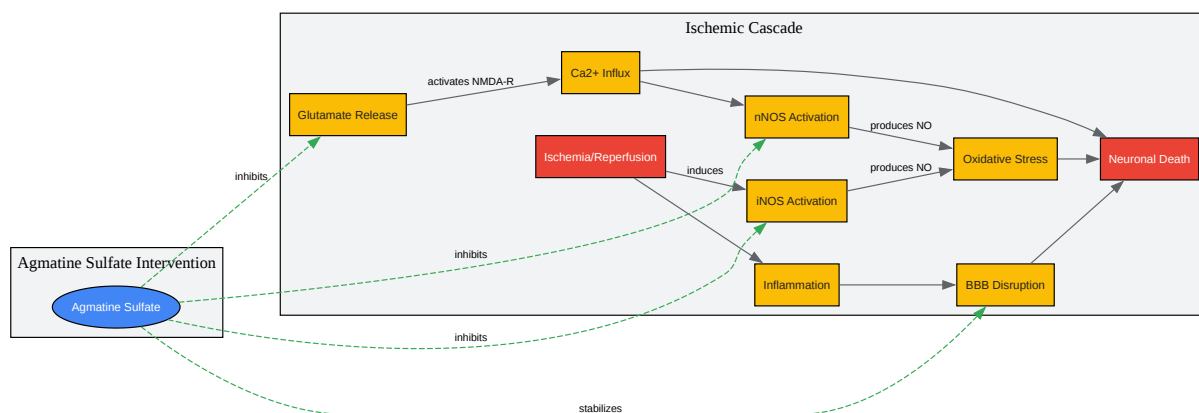 Ischemic Cascade
Ca2+ Influx
activates NMDA-R
Glutamate Release
nNOS Activation
produces NO
Ischemia/Reperfusion
Oxidative Stress
Neuronal Death
induces
produces NO
inhibits
iNOS Activation
Agmatine Sulfate Intervention
inhibits
Inflammation
BBB Disruption
Agmatine Sulfate
inhibits
stabilizes